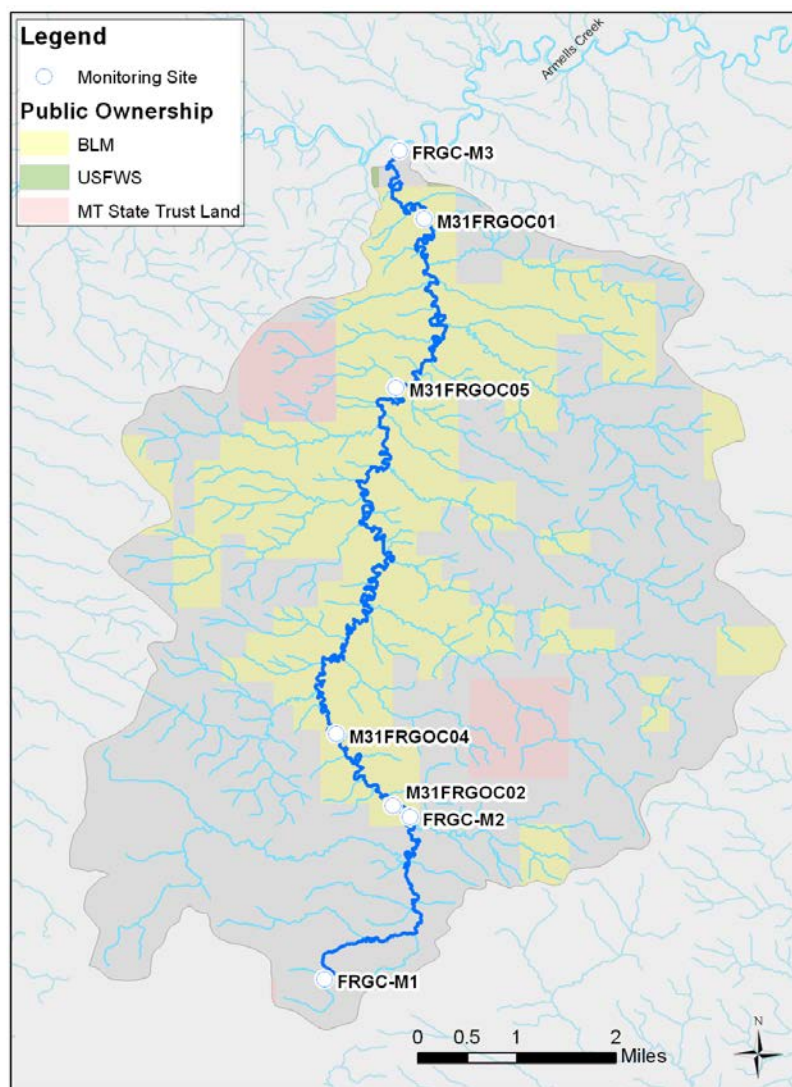 Legend
Monitoring Site
Public Ownership
BLM
USFWS
MT State Trust Land
Armells Creek
FRGC-M3
M31FRGOC01
M31FRGOC05
M31FRGOC04
M31FRGOC02
FRGC-M2
FRGC-M1
N
0 0.5 1 2
Miles